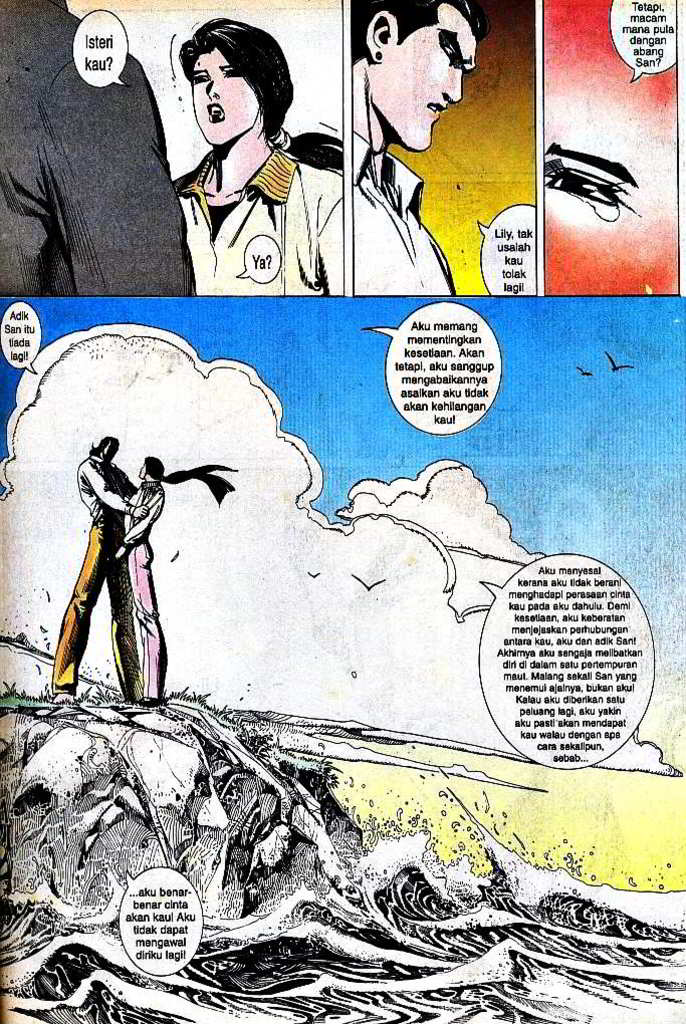 Isteri
kau?
Ya?
Lily, tak
usalah
kau
tolak
lagi!
Tetapi,
macam
mana pula
dengan
abang
San?
Adik
San itu
tiada
lagi!
Aku memang
mementingkan
kesetiaan. Akan
tetapi, aku sanggup
mengabaikannya
asalkan aku tidak
akan kehilangan
kau!
Aku menyesal
kerana aku tidak berani
menghadapi perasaan cinta
kau pada aku dahulu. Demi
kesetiaan, aku keberatan
menjejaskan perhubungan
antara kau, aku dan adik San!
Akhirnya aku sengaja melibatkan
diri di dalam satu pertempuran
maut. Malang sekali San yang
menemui ajalnya, bukan aku!
Kalau aku diberikan satu
peluang lagi, aku yakin
aku pasti akan mendapat
kau walau dengan apa
cara sekalipun,
sebab...
...aku benar-
benar cinta
akan kau! Aku
tidak dapat
mengawal
diriku lagi!